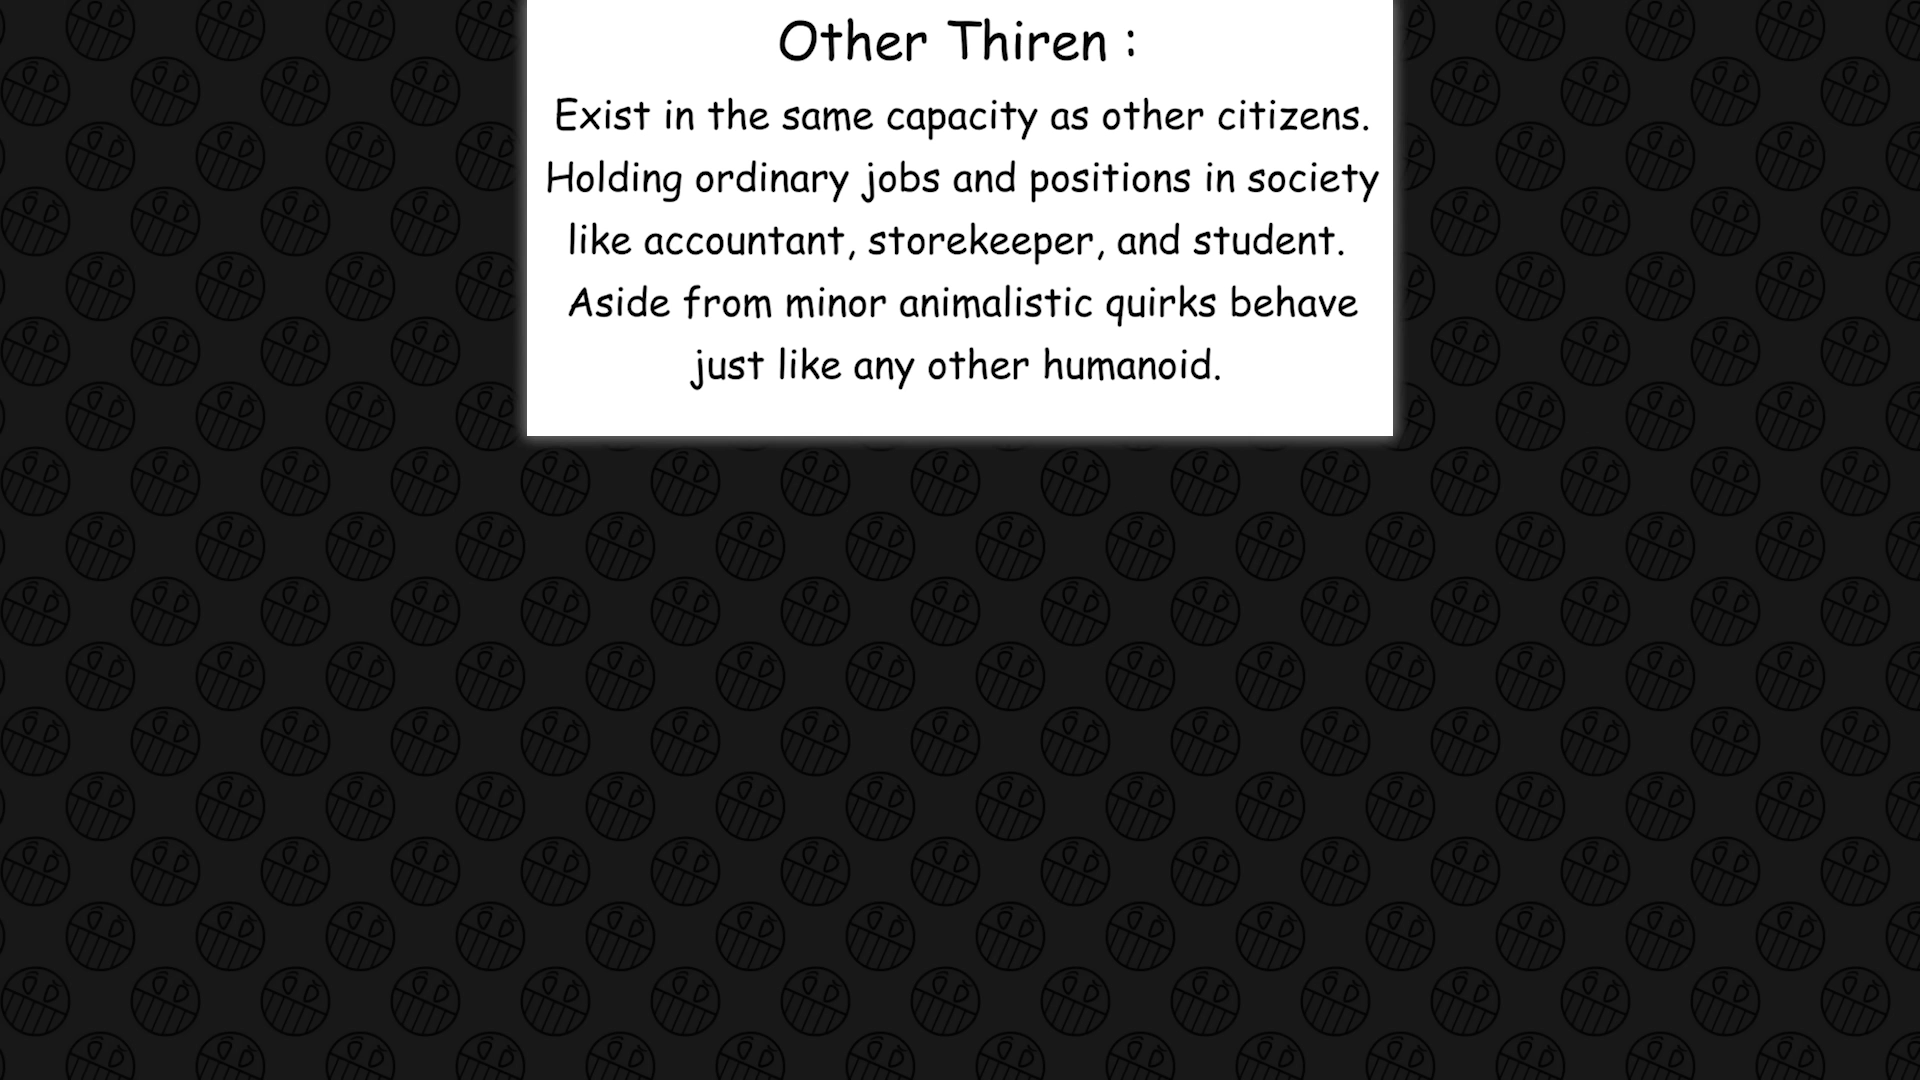 Other Thiren :
Exist in the same capacity as other citizens.
Holding ordinary jobs and positions in society
like accountant, storekeeper, and student.
Aside from minor animalistic quirks behave
just like any other humanoid.